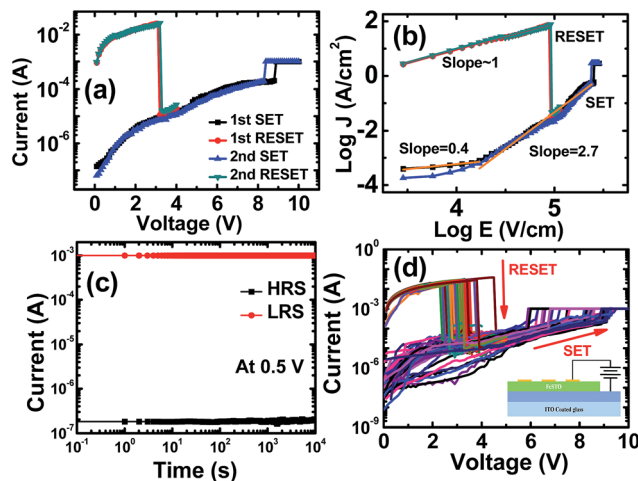 10⁻²
10⁻⁴
10⁻⁶
Current (A)
(a)
1st SET
1st RESET
2nd SET
2nd RESET
0 2 4 6 8 10
Voltage (V)
2
0
-2
-4
Log J (A/cm²)
(b)
RESET
Slope~1
SET
Slope=0.4
Slope=2.7
4 5
Log E (V/cm)
10⁻³
10⁻⁴
10⁻⁵
10⁻⁶
10⁻⁷
Current (A)
(c)
HRS
LRS
At 0.5 V
10⁻¹ 10⁰ 10¹ 10² 10³ 10⁴
Time (s)
10⁰
10⁻³
10⁻⁶
10⁻⁹
Current (A)
(d)
RESET
SET
ITO Coated glass
0 2 4 6 8 10
Voltage (V)